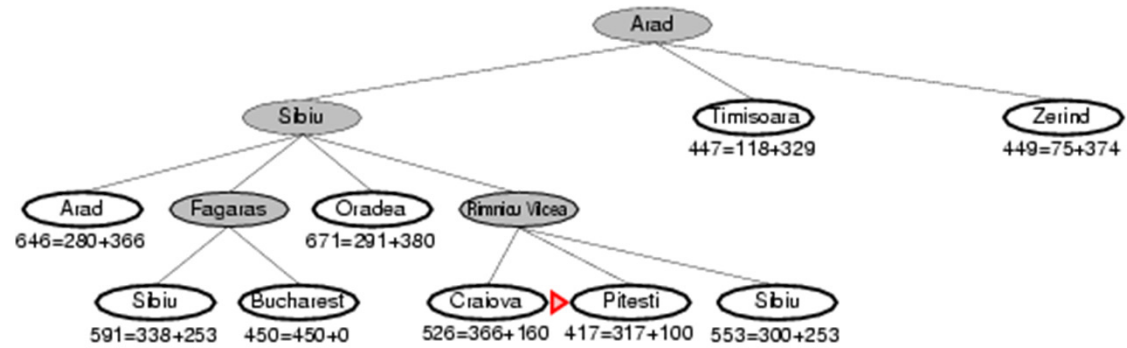 Arad
Sibiu
Timisoara
Zerind
447=118+329
449=75+374
Arad
Fagaras
Oradea
Rimnicu Vilcea
646=280+366
671=291+380
Sibiu
Bucharest
Craiova
Pitesti
Sibiu
591=338+253
450=450+0
526=366+160
417=317+100
553=300+253